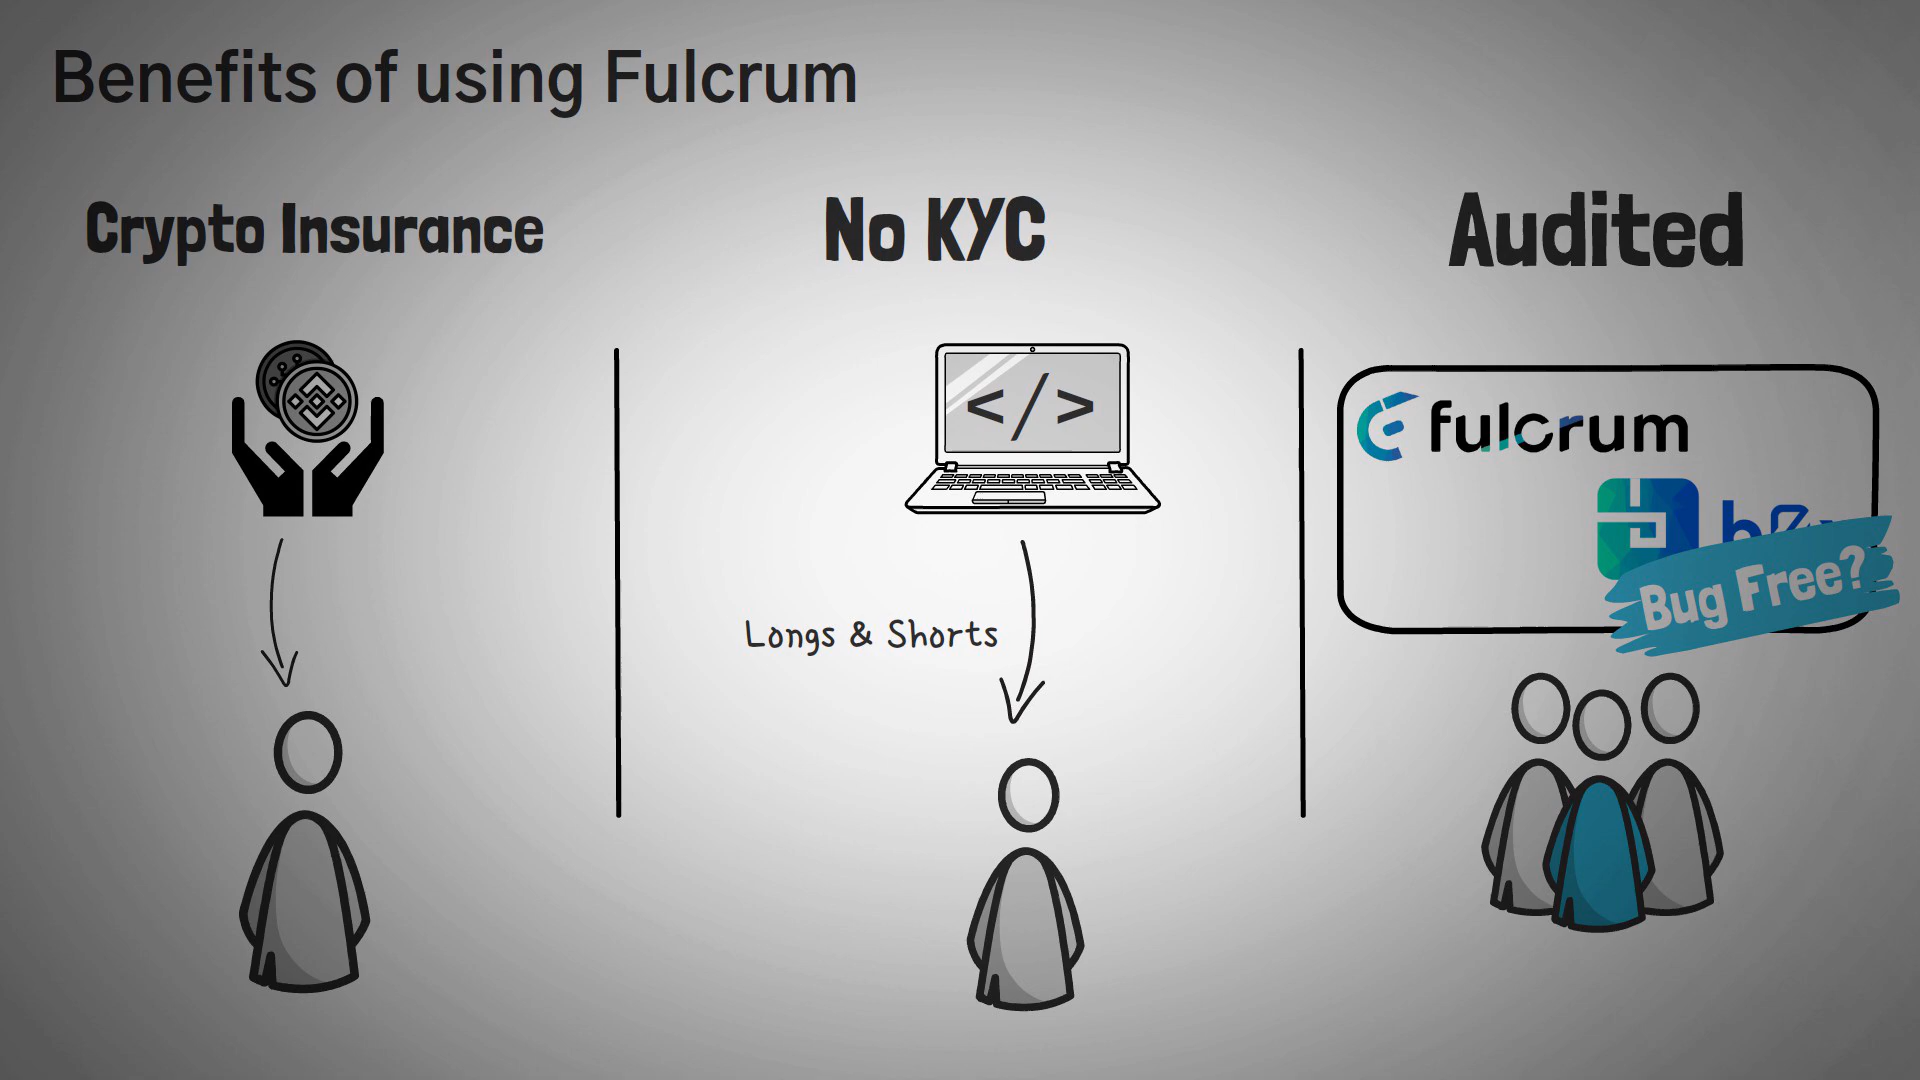 Benefits of using Fulcrum
Crypto Insurance
No KYC
Audited
</>
fulcrum
Bug Free?
Longs & Shorts